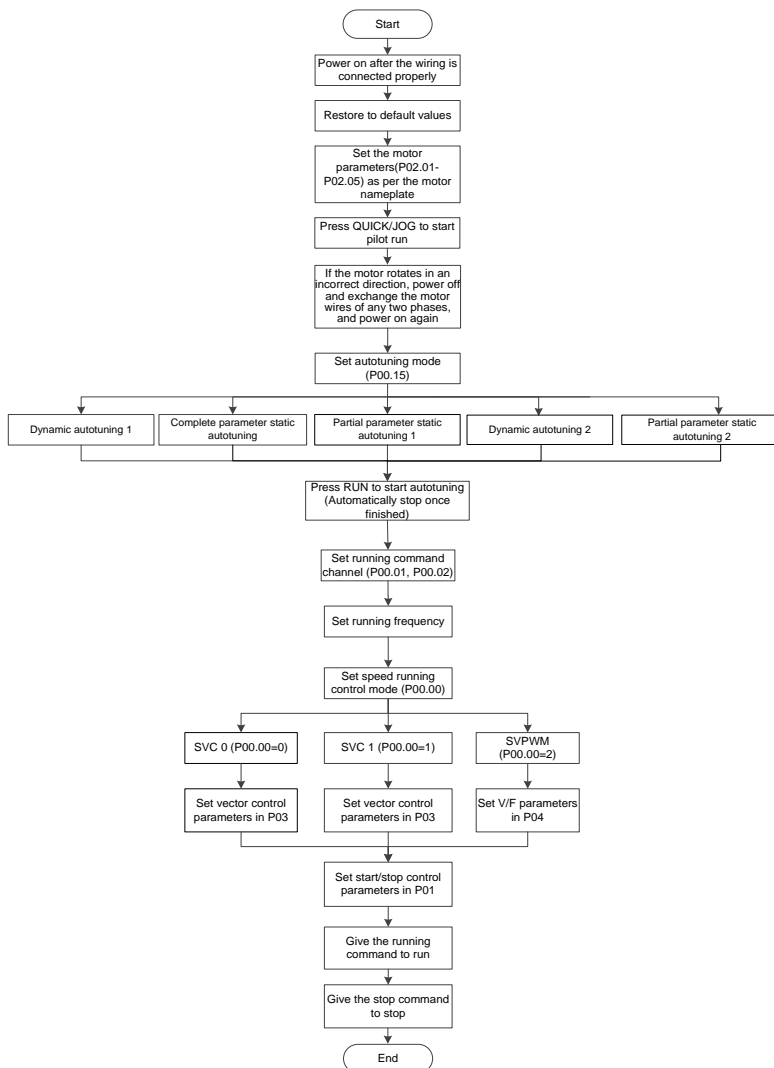 Start
Power on after the wiring is
connected properly
Restore to default values
Set the motor
parameters(P02.01-
P02.05) as per the motor
nameplate
Press QUICK/JOG to start
pilot run
If the motor rotates in an
incorrect direction, power off
and exchange the motor
wires of any two phases,
and power on again
Set autotuning mode
(P00.15)
Dynamic autotuning 1
Complete parameter static
autotuning
Partial parameter static
autotuning 1
Dynamic autotuning 2
Partial parameter static
autotuning 2
Press RUN to start autotuning
(Automatically stop once
finished)
Set running command
channel (P00.01, P00.02)
Set running frequency
Set speed running
control mode (P00.00)
SVC 0 (P00.00=0)
SVC 1 (P00.00=1)
SVPWM
(P00.00=2)
Set vector control
parameters in P03
Set vector control
parameters in P03
Set V/F parameters
in P04
Set start/stop control
parameters in P01
Give the running
command to run
Give the stop command
to stop
End